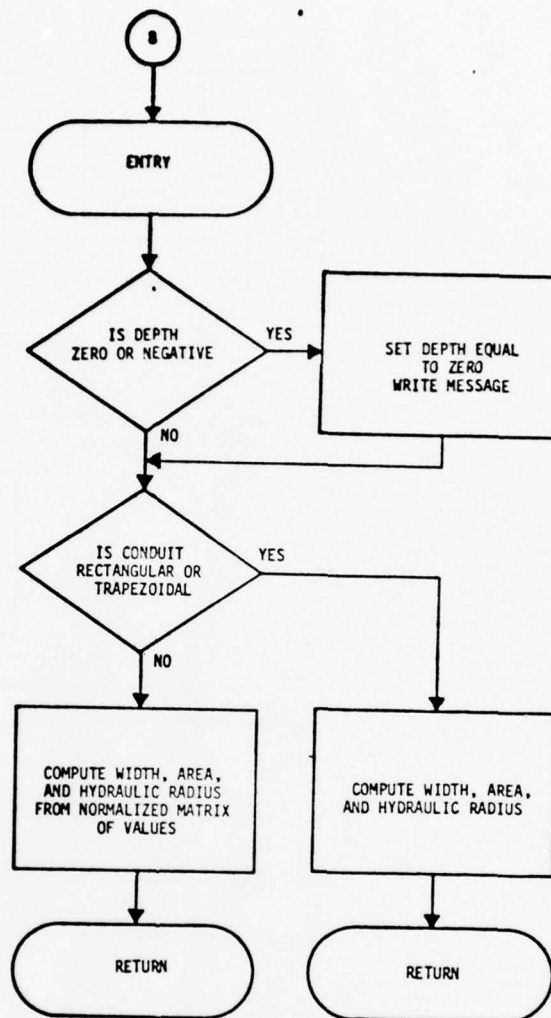 8
ENTRY
IS DEPTH
ZERO OR NEGATIVE
YES
SET DEPTH EQUAL
TO ZERO
WRITE MESSAGE
NO
IS CONDUIT
RECTANGULAR OR
TRAPEZOIDAL
YES
NO
COMPUTE WIDTH, AREA,
AND HYDRAULIC RADIUS
FROM NORMALIZED MATRIX
OF VALUES
COMPUTE WIDTH, AREA,
AND HYDRAULIC RADIUS
RETURN
RETURN